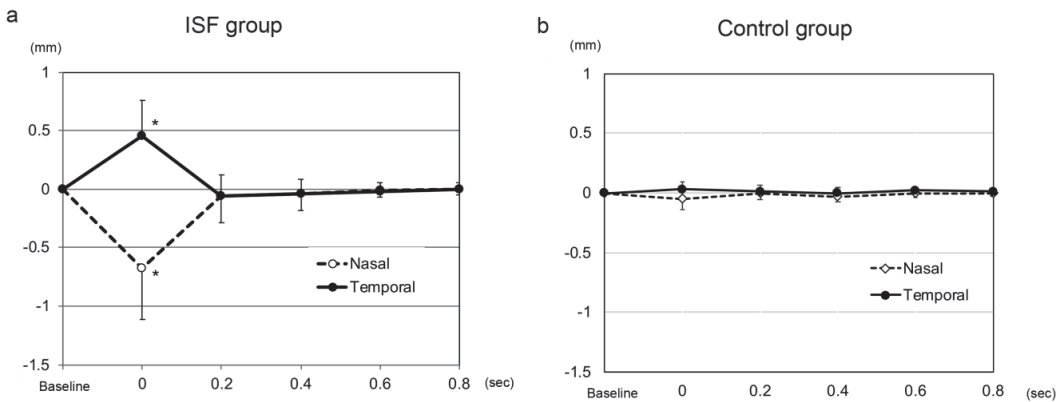 a
ISF group
(mm)
1
0.5
0
-0.5
-1
-1.5
*
*
Nasal
Temporal
Baseline 0 0.2 0.4 0.6 0.8 (sec)
b
Control group
(mm)
1
0.5
0
-0.5
-1
-1.5
Nasal
Temporal
Baseline 0 0.2 0.4 0.6 0.8 (sec)